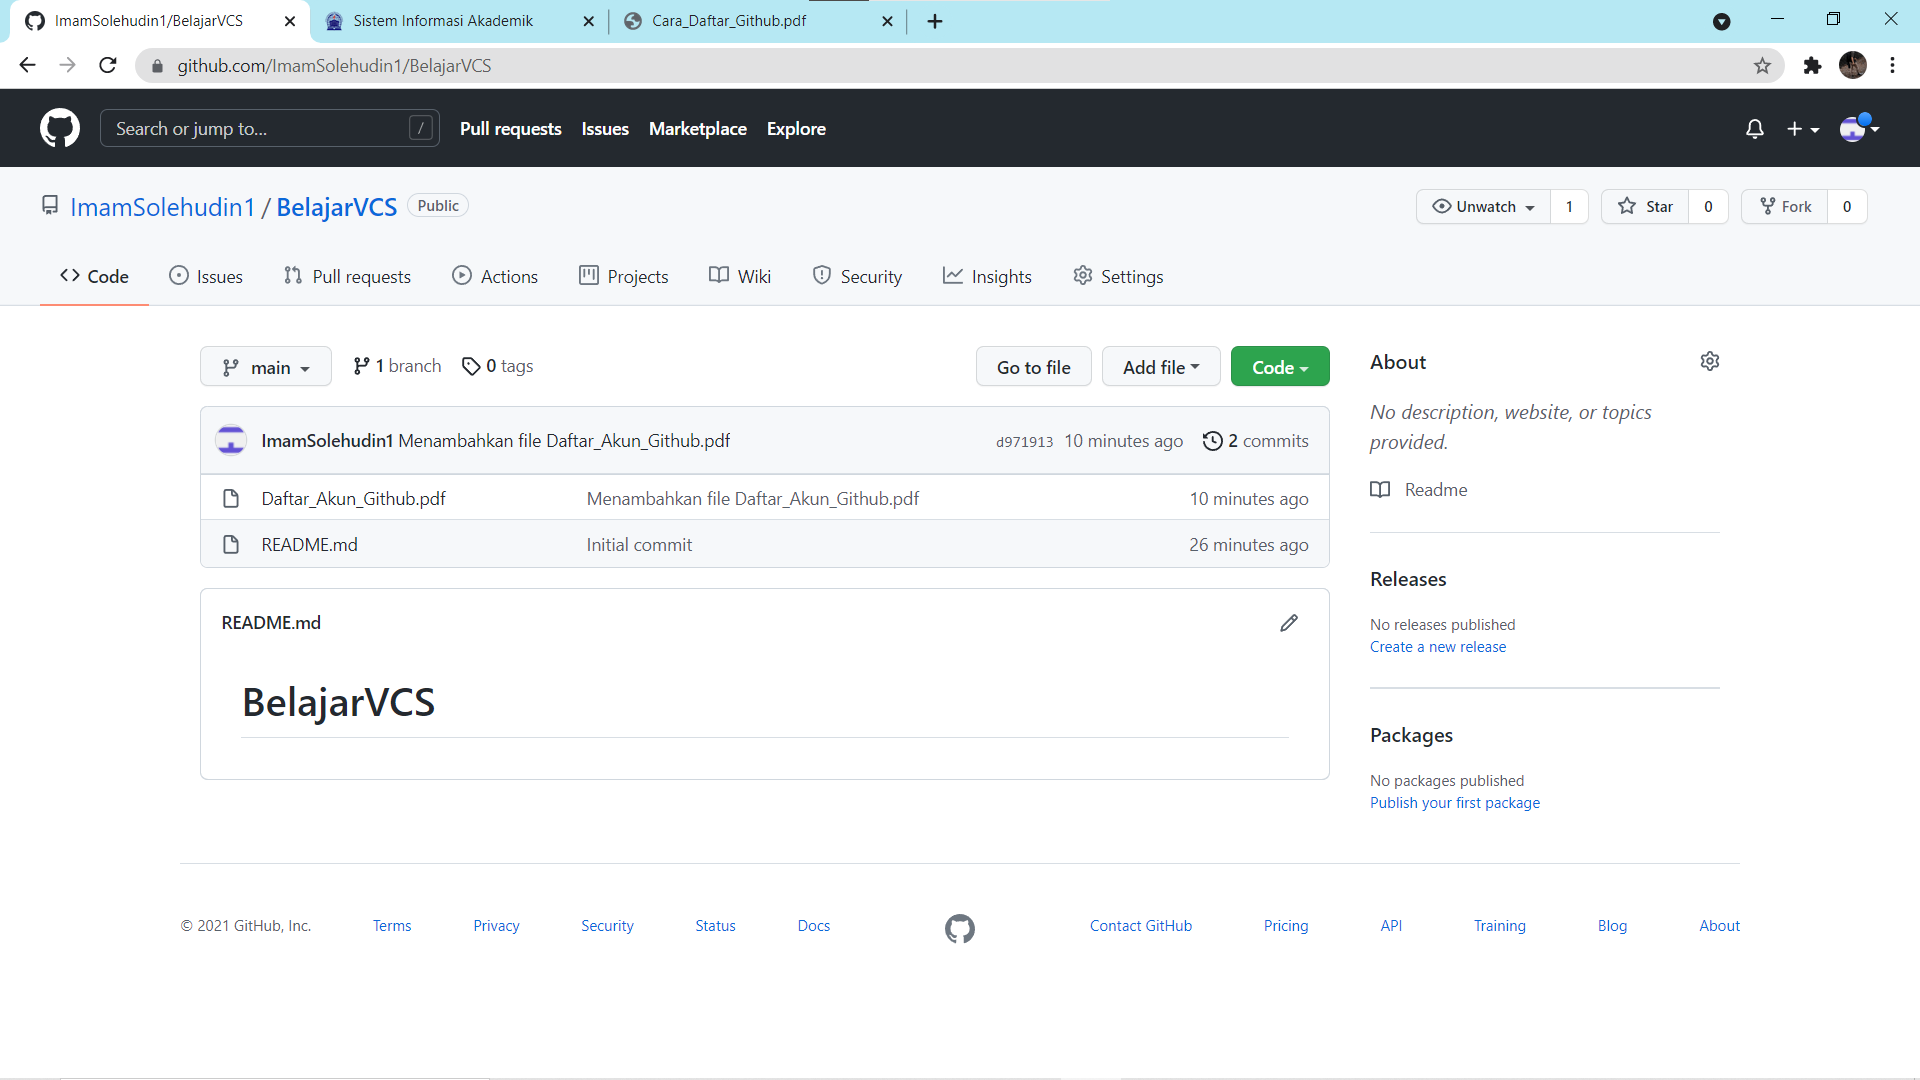 ImamSolehudin1/BelajarVCS
Sistem Informasi Akademik
Cara_Daftar_Github.pdf
github.com/ImamSolehudin1/BelajarVCS
Search or jump to... /
Pull requests Issues Marketplace Explore
ImamSolehudin1 / BelajarVCS Public
Unwatch 1 Star 0 Fork 0
Code Issues Pull requests Actions Projects Wiki Security Insights Settings
main 1 branch 0 tags Go to file Add file Code
ImamSolehudin1 Menambahkan file Daftar_Akun_Github.pdf d971913 10 minutes ago 2 commits
Daftar_Akun_Github.pdf Menambahkan file Daftar_Akun_Github.pdf 10 minutes ago
README.md Initial commit 26 minutes ago
README.md
BelajarVCS
About
No description, website, or topics
provided.
Readme
Releases
No releases published
Create a new release
Packages
No packages published
Publish your first package
© 2021 GitHub, Inc. Terms Privacy Security Status Docs Contact GitHub Pricing API Training Blog About